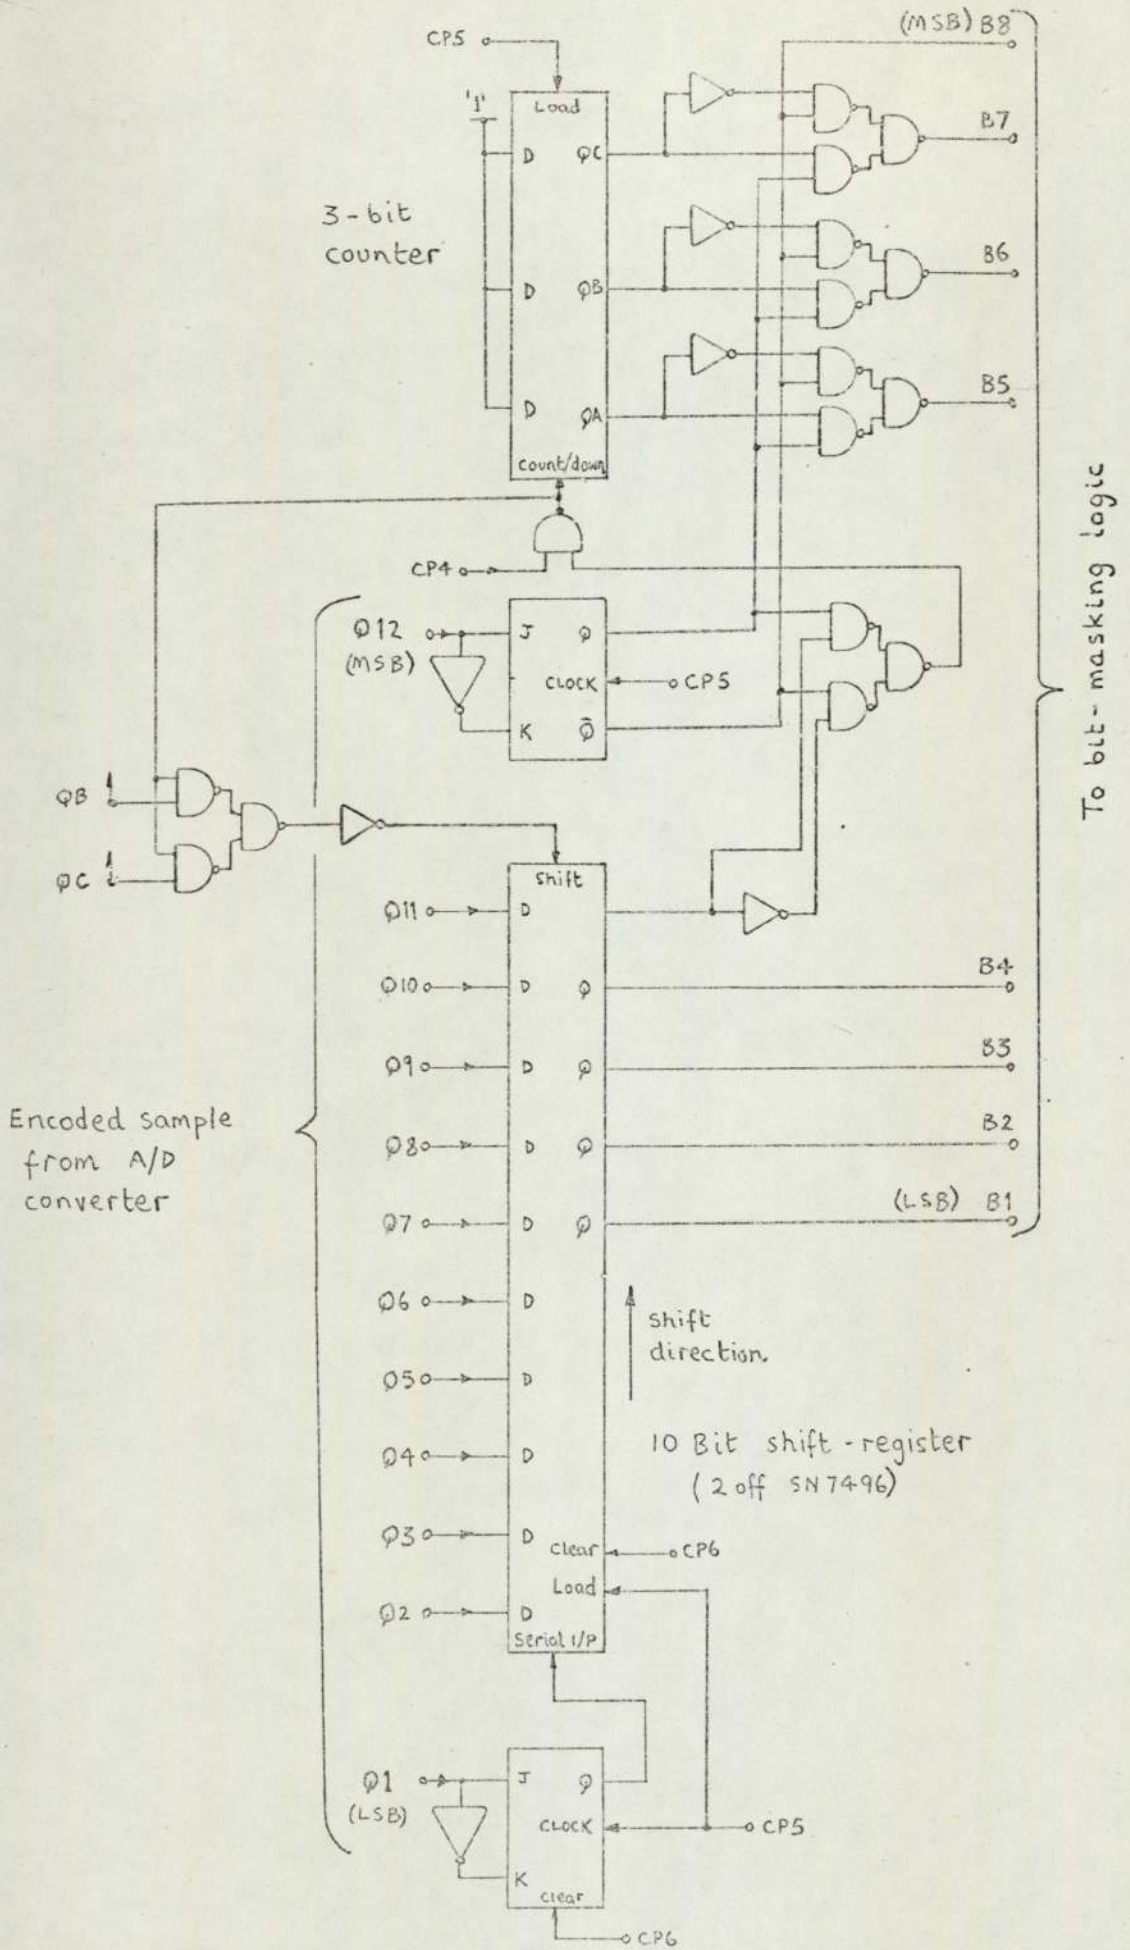 (MSB) B8
CP5
'1'
Load
D
QC
B7
3-bit
counter
D
QB
B6
D
QA
B5
Count/down
To bit-masking logic
CP4
Q12
(MSB)
J
Q
CLOCK
CP5
K
Q̄
QB
QC
Shift
Q11
D
Q10
D
Q
B4
Q9
D
Q
B3
Encoded sample
from A/D
converter
Q8
D
Q
B2
Q7
D
Q
(LSB) B1
Q6
D
Shift
direction.
Q5
D
Q4
D
10 Bit shift-register
(2 off SN7496)
Q3
D
Clear
CP6
Load
Q2
D
Serial I/P
Q1
(LSB)
J
Q
CLOCK
CP5
K
Clear
CP6